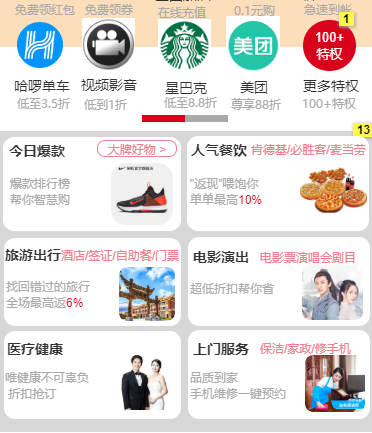 免费领红包 免费领券 在线充值 0.1元购 急速到帐
1
100+
特权
美团
哈啰单车 视频影音 星巴克 美团 更多特权
低至3.5折 低到1折 低至8.8折 尊享88折 100+特权
13
今日爆款 大牌好物 >
爆款排行榜
帮你智慧购
人气餐饮 肯德基/必胜客/麦当劳
"返现"喂饱你
单单最高10%
旅游出行 酒店/签证/自助餐/门票
找回错过的旅行
全场最高返6%
电影演出 电影票演唱会剧目
超低折扣帮你省
医疗健康
唯健康不可辜负
折扣抢订
上门服务 保洁/家政/修手机
品质到家
手机维修一键预约